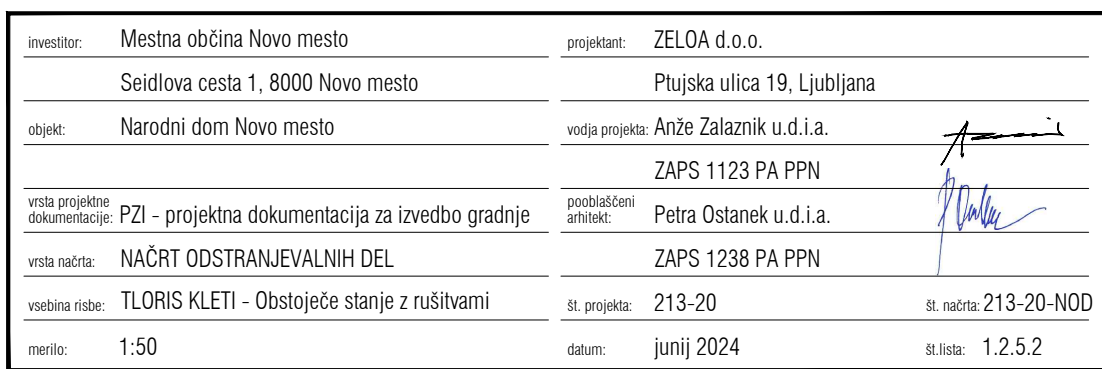 investitor: Mestna občina Novo mesto
Seidlova cesta 1, 8000 Novo mesto
objekt: Narodni dom Novo mesto
vrsta projektne dokumentacije: PZI - projektna dokumentacija za izvedbo gradnje
vrsta načrta: NAČRT ODSTRANJEVALNIH DEL
vsebina risbe: TLORIS KLETI - Obstoječe stanje z rušitvami
merilo: 1:50
projektant: ZELOA d.o.o.
Ptujska ulica 19, Ljubljana
vodja projekta: Anže Zalaznik u.d.i.a.
ZAPS 1123 PA PPN
pooblaščeni arhitekt: Petra Ostanek u.d.i.a.
ZAPS 1238 PA PPN
št. projekta: 213-20 št. načrta: 213-20-NOD
datum: junij 2024 št.lista: 1.2.5.2